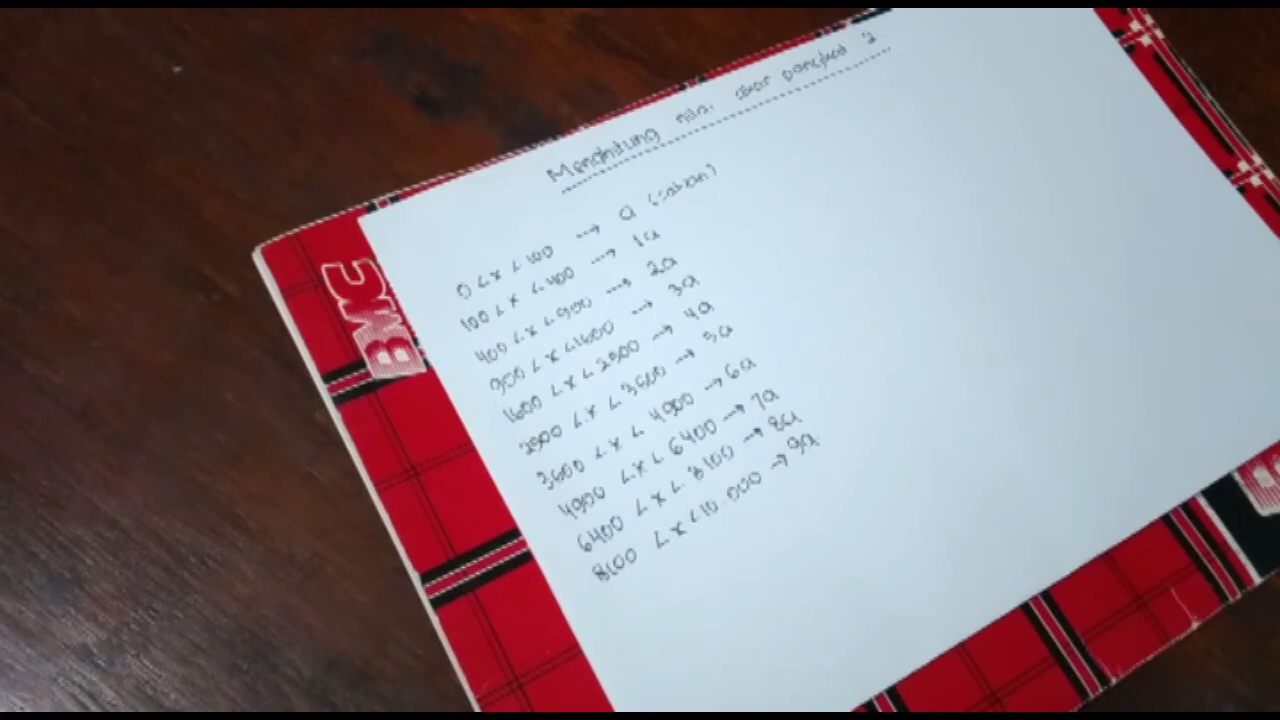 Menghitung nilai akar pangkat 2
0 < x < 100 → a (satuan)
100 < x < 400 → 1a
400 < x < 900 → 2a
900 < x < 1600 → 3a
1600 < x < 2500 → 4a
2500 < x < 3600 → 5a
3600 < x < 4900 → 6a
4900 < x < 6400 → 7a
6400 < x < 8100 → 8a
8100 < x < 10.000 → 9a
BMC